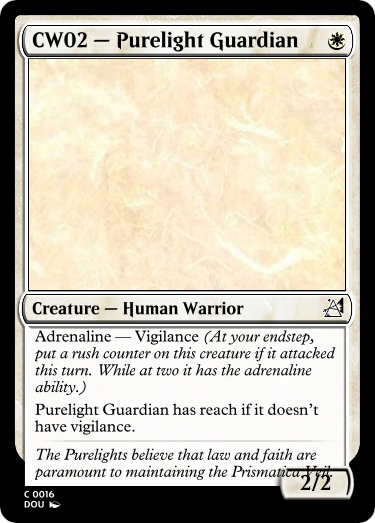 CW02 — Purelight Guardian
Creature — Human Warrior
Adrenaline — Vigilance (At your endstep,
put a rush counter on this creature if it attacked
this turn. While at two it has the adrenaline
ability.)
Purelight Guardian has reach if it doesn't
have vigilance.
The Purelights believe that law and faith are
paramount to maintaining the Prismatica Veil.
2/2
C 0016
DOU